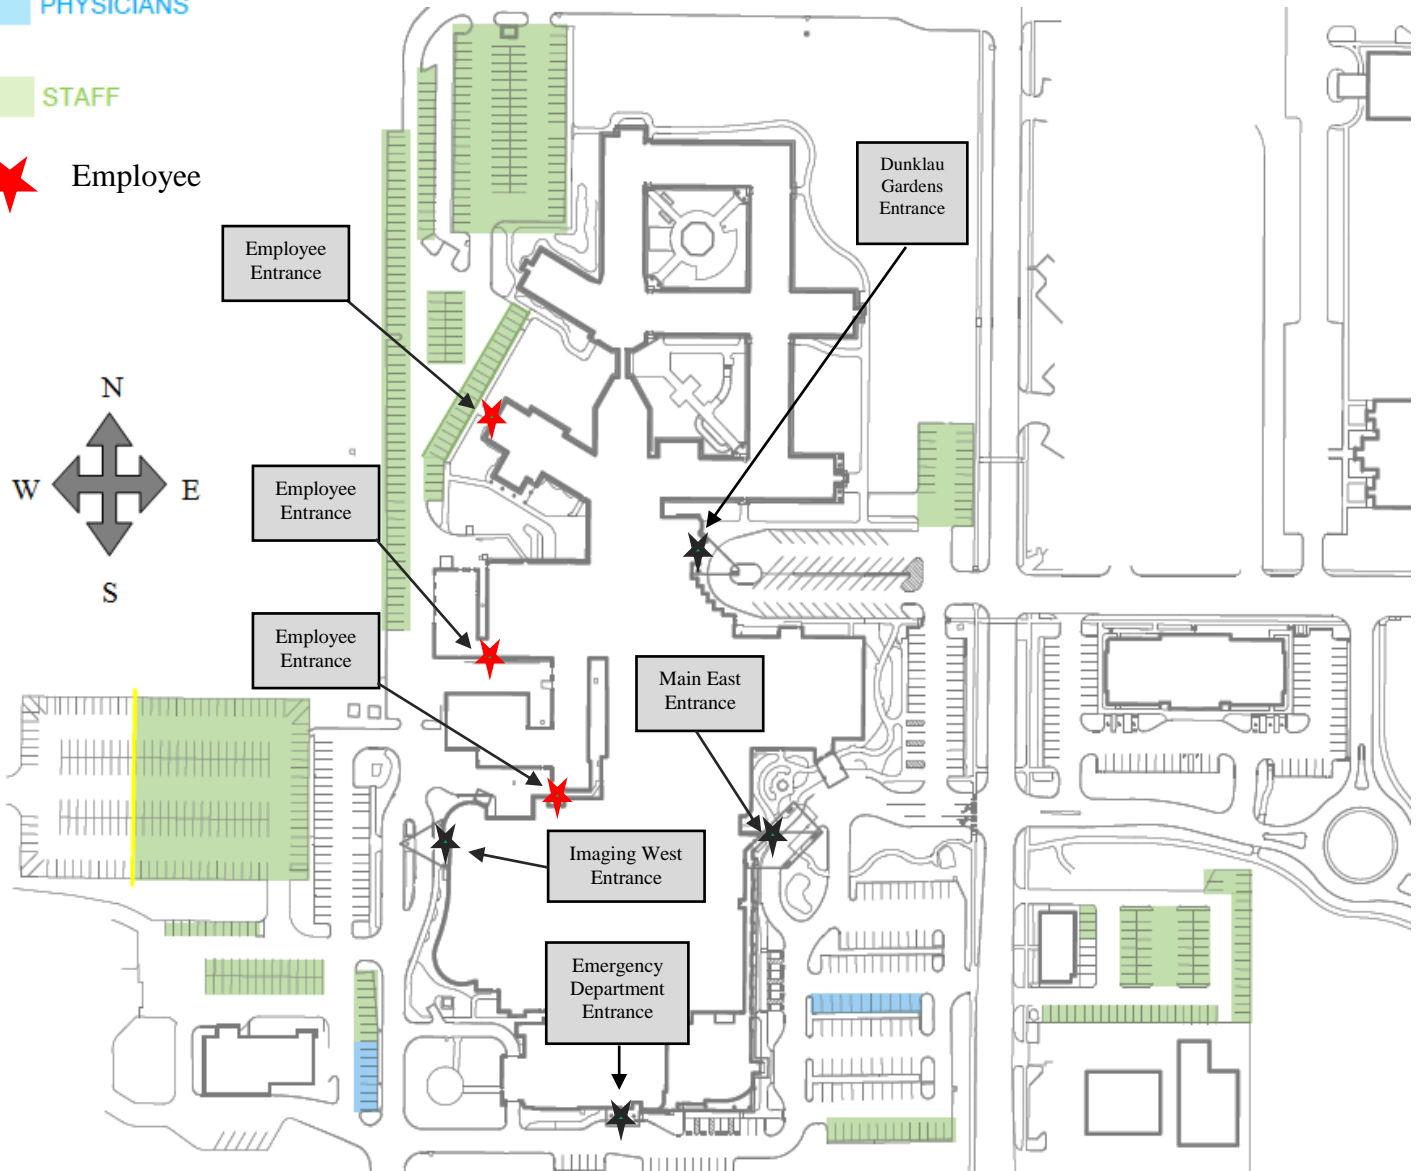 PHYSICIANS
STAFF
Employee
Dunklau
Gardens
Entrance
Employee
Entrance
N
W
E
S
Employee
Entrance
Employee
Entrance
Main East
Entrance
Imaging West
Entrance
Emergency
Department
Entrance